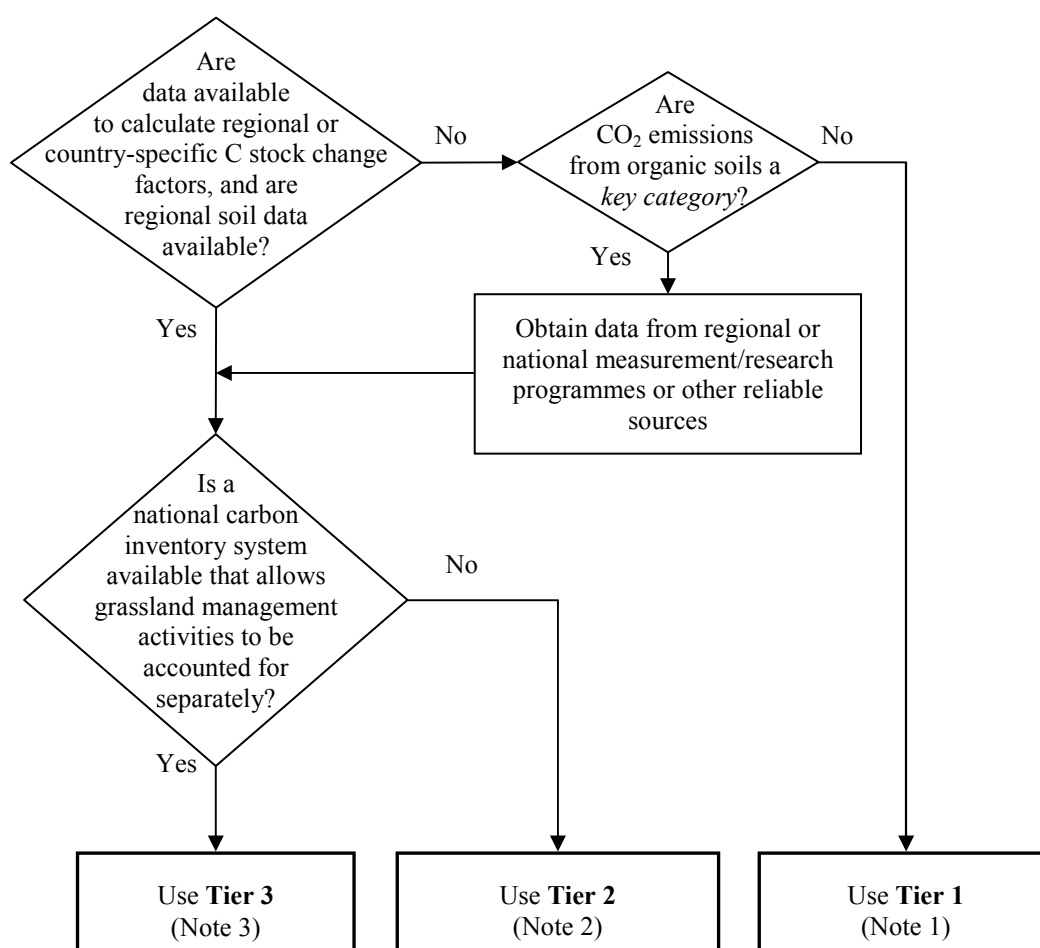 Are
data available
to calculate regional or
country-specific C stock change
factors, and are
regional soil data
available?
No
Are
CO₂ emissions
from organic soils a
key category?
No
Yes
Yes
Obtain data from regional or
national measurement/research
programmes or other reliable
sources
Is a
national carbon
inventory system
available that allows
grassland management
activities to be
accounted for
separately?
No
Yes
Use Tier 3
(Note 3)
Use Tier 2
(Note 2)
Use Tier 1
(Note 1)